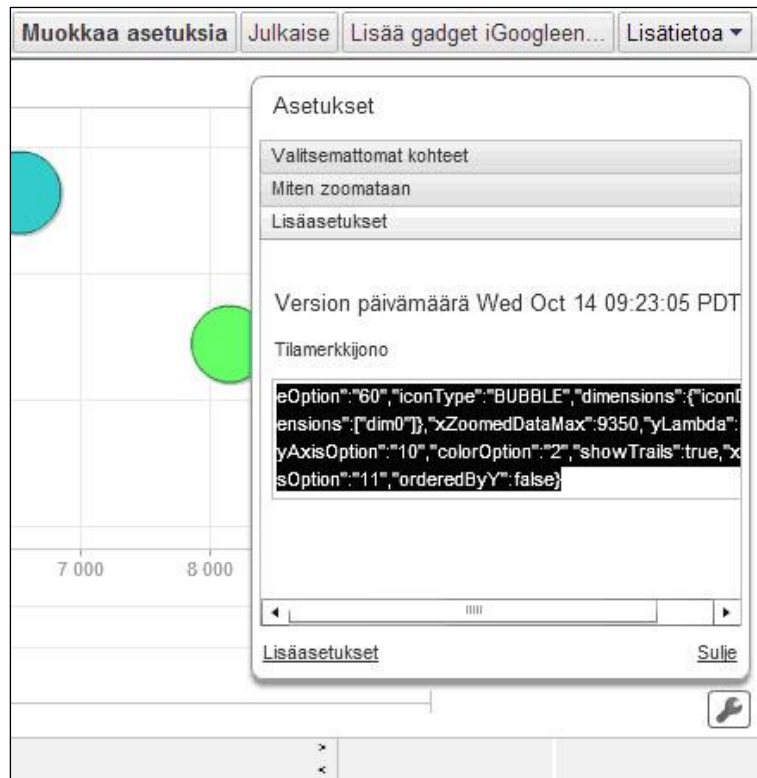 Muokkaa asetuksia Julkaise Lisää gadget iGoogleen... Lisätietoa
Asetukset
Valitsemattomat kohteet
Miten zoomataan
Lisäasetukset
Version päivämäärä Wed Oct 14 09:23:05 PDT
Tilamerkkijono
eOption":"60","iconType":"BUBBLE","dimensions":{"iconD
ensions":["dim0"]},"xZoomedDataMax":9350,"yLambda":
yAxisOption":"10","colorOption":"2","showTrails":true,"x
sOption":"11","orderedByY":false}
7 000 8 000
Lisäasetukset Sulje
>
<